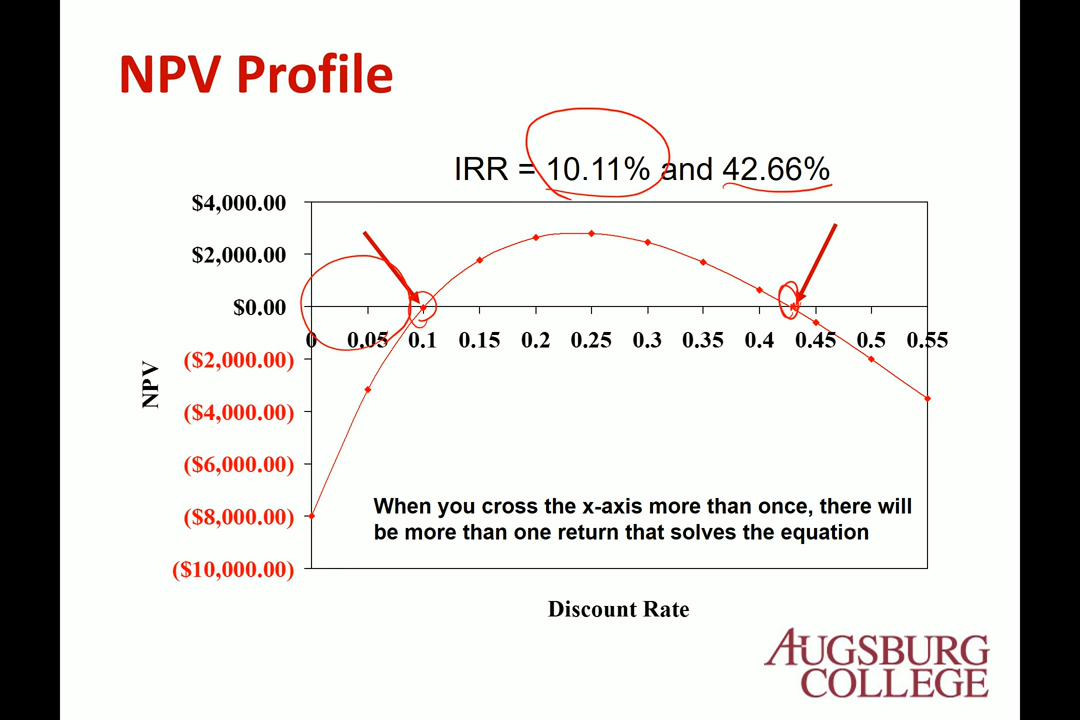 NPV Profile
IRR = 10.11% and 42.66%
$4,000.00
$2,000.00
$0.00
0 0.05 0.1 0.15 0.2 0.25 0.3 0.35 0.4 0.45 0.5 0.55
($2,000.00)
NPV
($4,000.00)
($6,000.00)
($8,000.00)
($10,000.00)
When you cross the x-axis more than once, there will
be more than one return that solves the equation
Discount Rate
AUGSBURG
COLLEGE